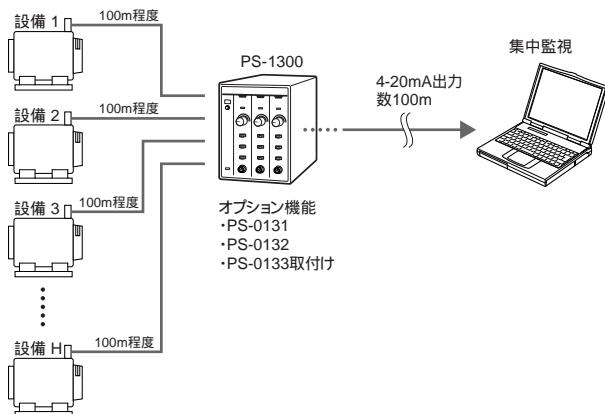 設備 1
100m程度
設備 2
100m程度
設備 3
100m程度
設備 H
100m程度
PS-1300
オプション機能
・PS-0131
・PS-0132
・PS-0133取付け
4-20mA出力
数100m
集中監視